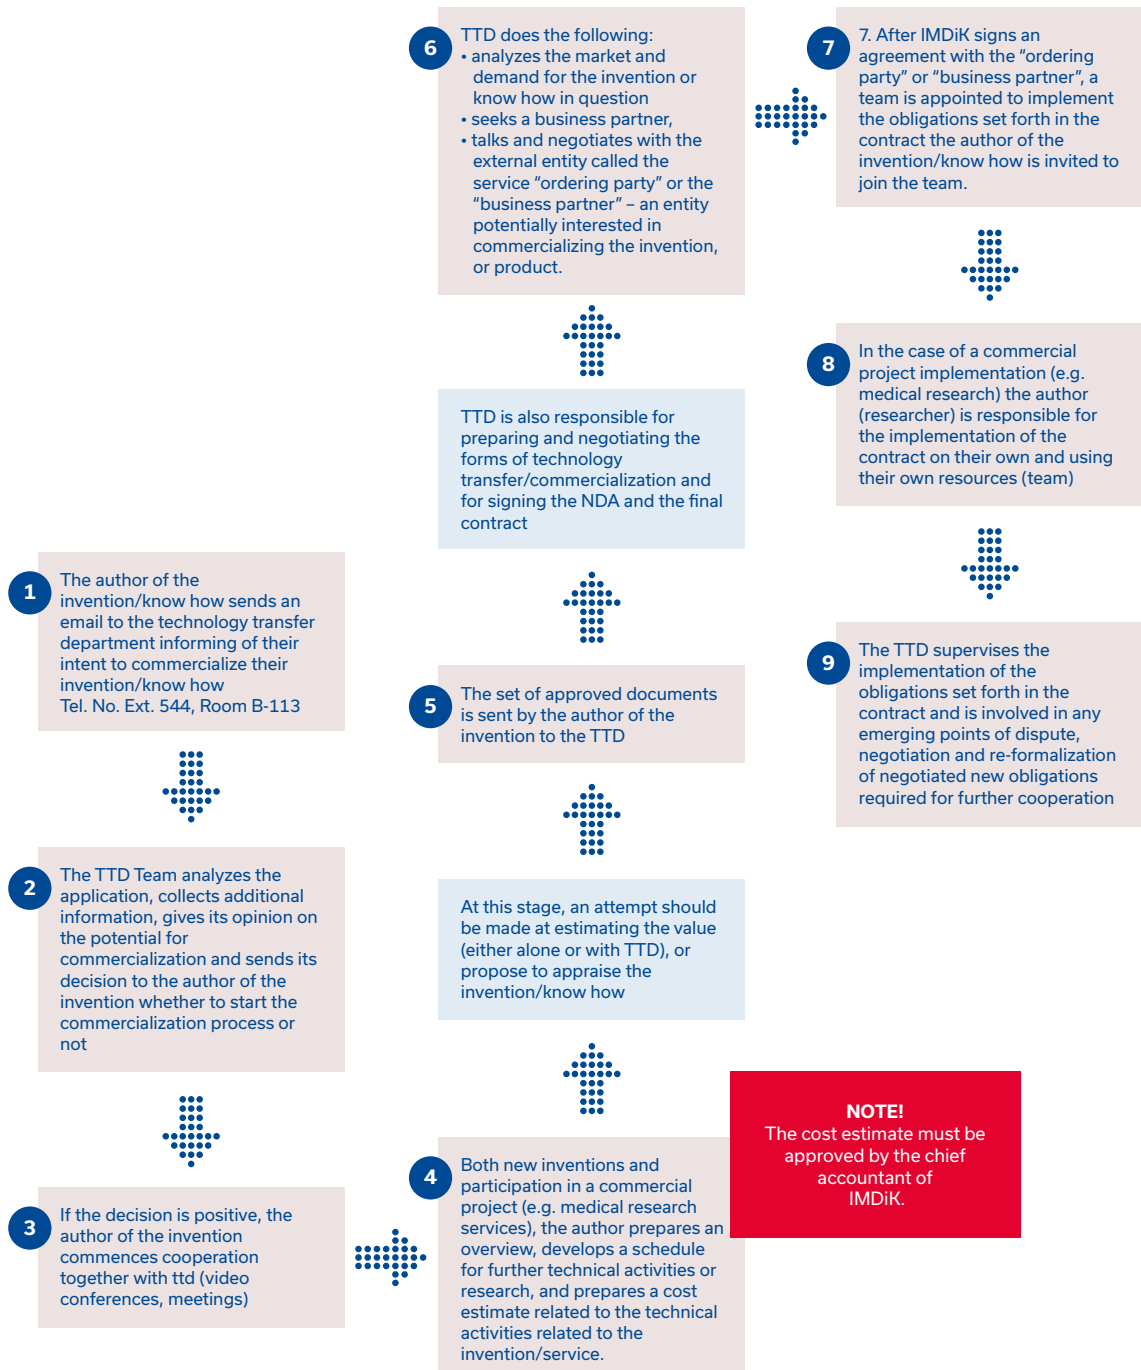 1
The author of the
invention/know how sends an
email to the technology transfer
department informing of their
intent to commercialize their
invention/know how
Tel. No. Ext. 544, Room B-113
2
The TTD Team analyzes the
application, collects additional
information, gives its opinion on
the potential for
commercialization and sends its
decision to the author of the
invention whether to start the
commercialization process or
not
3
If the decision is positive, the
author of the invention
commences cooperation
together with ttd (video
conferences, meetings)
4
Both new inventions and
participation in a commercial
project (e.g. medical research
services), the author prepares an
overview, develops a schedule
for further technical activities or
research, and prepares a cost
estimate related to the technical
activities related to the
invention/service.
NOTE!
The cost estimate must be
approved by the chief
accountant of
IMDiK.
At this stage, an attempt should
be made at estimating the value
(either alone or with TTD), or
propose to appraise the
invention/know how
5
The set of approved documents
is sent by the author of the
invention to the TTD
TTD is also responsible for
preparing and negotiating the
forms of technology
transfer/commercialization and
for signing the NDA and the final
contract
6
TTD does the following:
• analyzes the market and
demand for the invention or
know how in question
• seeks a business partner,
• talks and negotiates with the
external entity called the
service “ordering party” or the
“business partner” – an entity
potentially interested in
commercializing the invention,
or product.
7
7. After IMDiK signs an
agreement with the “ordering
party” or “business partner”, a
team is appointed to implement
the obligations set forth in the
contract the author of the
invention/know how is invited to
join the team.
8
In the case of a commercial
project implementation (e.g.
medical research) the author
(researcher) is responsible for
the implementation of the
contract on their own and using
their own resources (team)
9
The TTD supervises the
implementation of the
obligations set forth in the
contract and is involved in any
emerging points of dispute,
negotiation and re-formalization
of negotiated new obligations
required for further cooperation